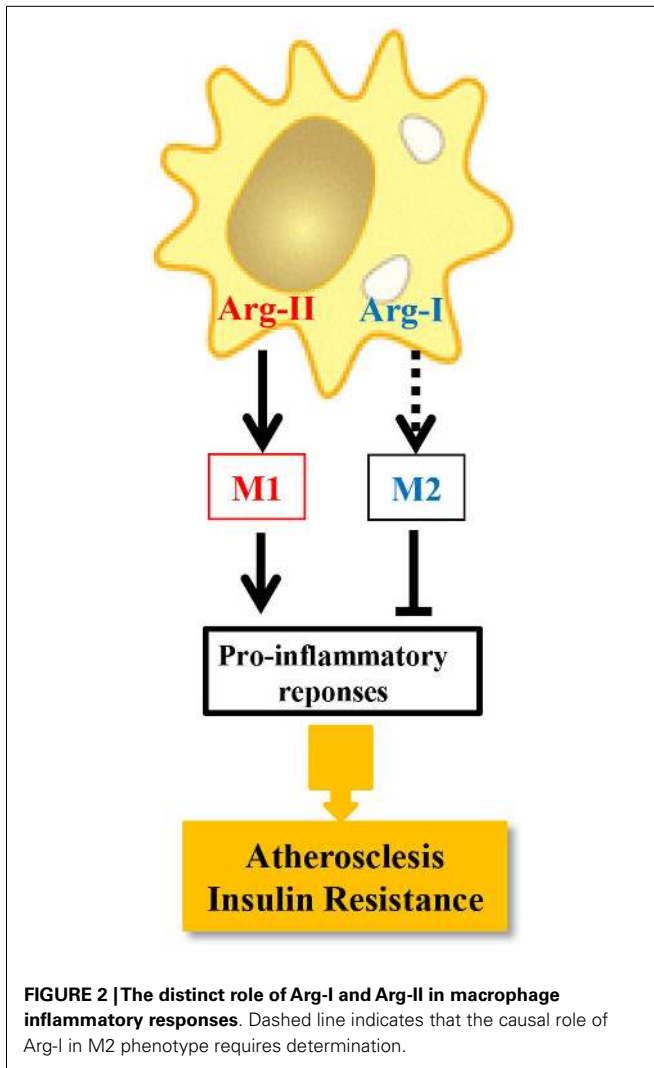 Arg-II Arg-I
M1 M2
Pro-inflammatory
reponses
Atherosclesis
Insulin Resistance
FIGURE 2 | The distinct role of Arg-I and Arg-II in macrophage
inflammatory responses. Dashed line indicates that the causal role of
Arg-I in M2 phenotype requires determination.